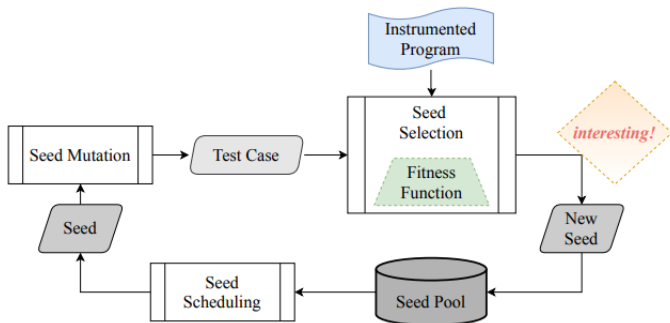 Instrumented
Program
Seed
Selection
interesting!
Seed Mutation
Test Case
Fitness
Function
Seed
New
Seed
Seed
Scheduling
Seed Pool